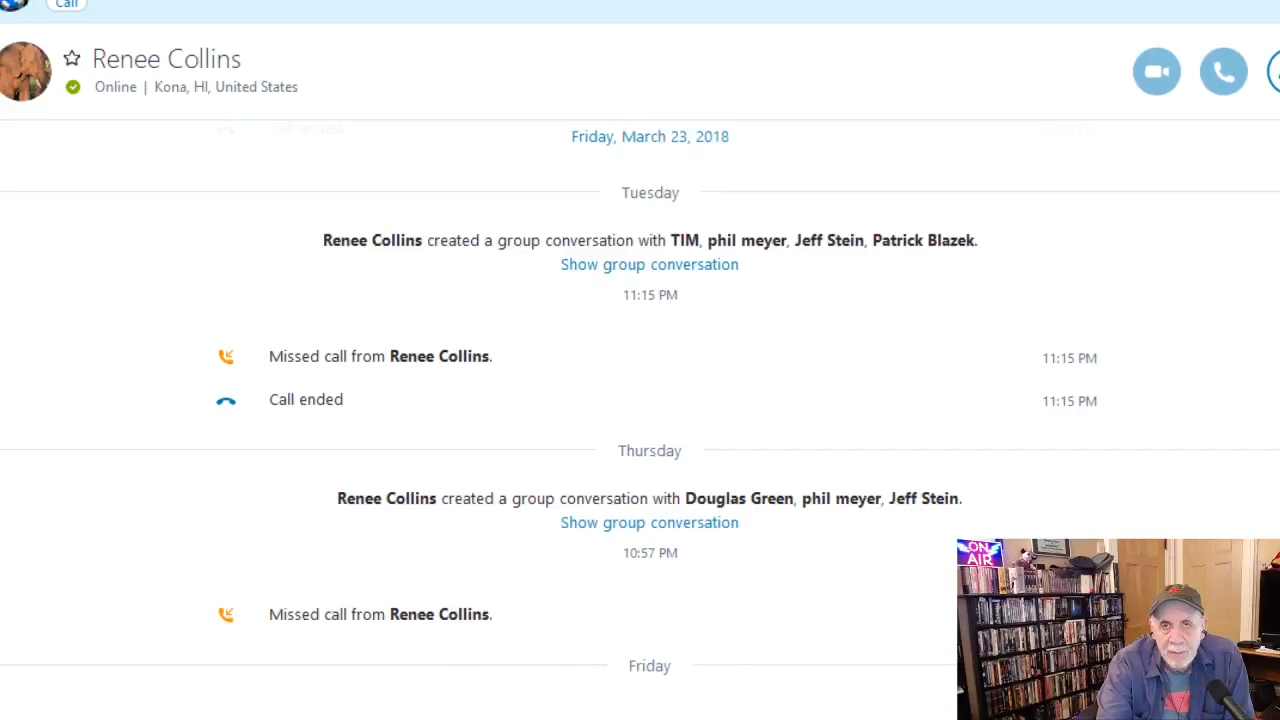 Call
Renee Collins
Online | Kona, HI, United States
Call ended
Friday, March 23, 2018
Tuesday
Renee Collins created a group conversation with TIM, phil meyer, Jeff Stein, Patrick Blazek.
Show group conversation
11:15 PM
Missed call from Renee Collins. 11:15 PM
Call ended 11:15 PM
Thursday
Renee Collins created a group conversation with Douglas Green, phil meyer, Jeff Stein.
Show group conversation
10:57 PM
Missed call from Renee Collins.
Friday
ON
AIR